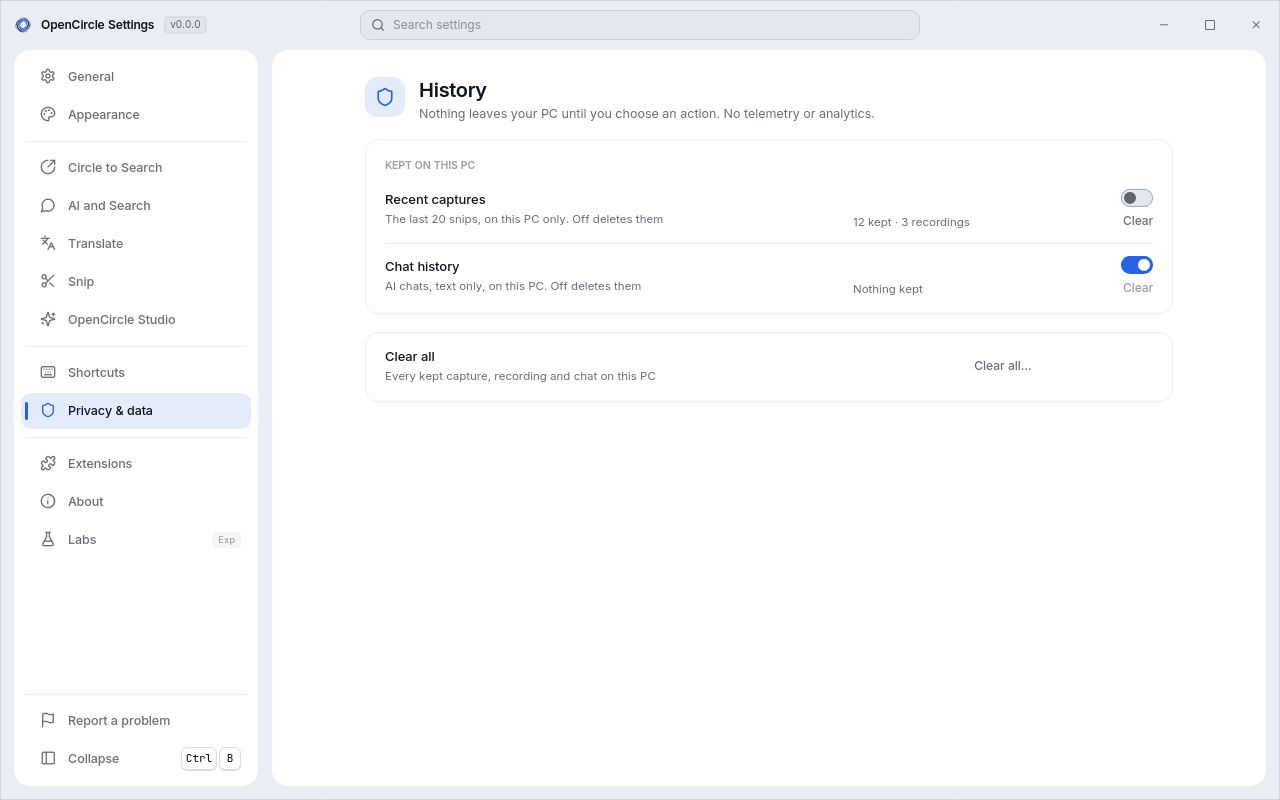 OpenCircle Settings v0.0.0
Search settings
General
Appearance
Circle to Search
AI and Search
Translate
Snip
OpenCircle Studio
Shortcuts
Privacy & data
Extensions
About
Labs Exp
Report a problem
Collapse Ctrl B
History
Nothing leaves your PC until you choose an action. No telemetry or analytics.
KEPT ON THIS PC
Recent captures
The last 20 snips, on this PC only. Off deletes them
12 kept · 3 recordings
Clear
Chat history
AI chats, text only, on this PC. Off deletes them
Nothing kept
Clear
Clear all
Every kept capture, recording and chat on this PC
Clear all...